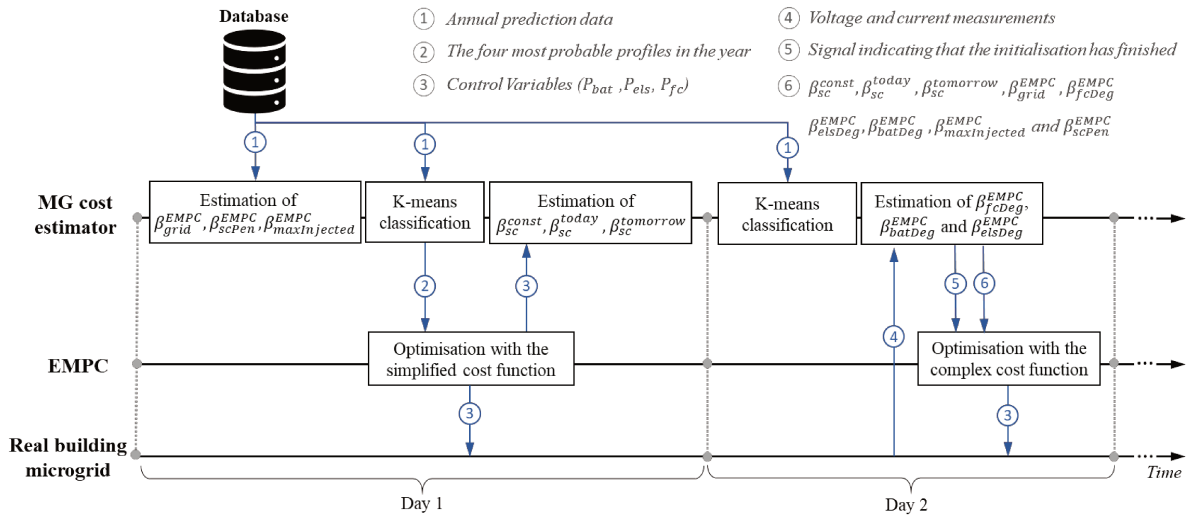 Database
① Annual prediction data
② The four most probable profiles in the year
③ Control Variables (P_bat ,P_els, P_fc)
④ Voltage and current measurements
⑤ Signal indicating that the initialisation has finished
⑥ β_sc^const, β_sc^today, β_sc^tomorrow, β_grid^EMPC, β_fcDeg^EMPC
β_elsDeg^EMPC, β_batDeg^EMPC, β_maxInjected^EMPC and β_scPen^EMPC
① ① ①
MG cost
estimator
Estimation of
β_grid^EMPC, β_scPen^EMPC, β_maxInjected^EMPC
K-means
classification
Estimation of
β_sc^const, β_sc^today, β_sc^tomorrow
K-means
classification
Estimation of β_fcDeg^EMPC,
β_batDeg^EMPC and β_elsDeg^EMPC
...
② ③ ⑤ ⑥
④
EMPC
Optimisation with the
simplified cost function
Optimisation with the
complex cost function
...
③ ③
Real building
microgrid
...
Time
Day 1
Day 2